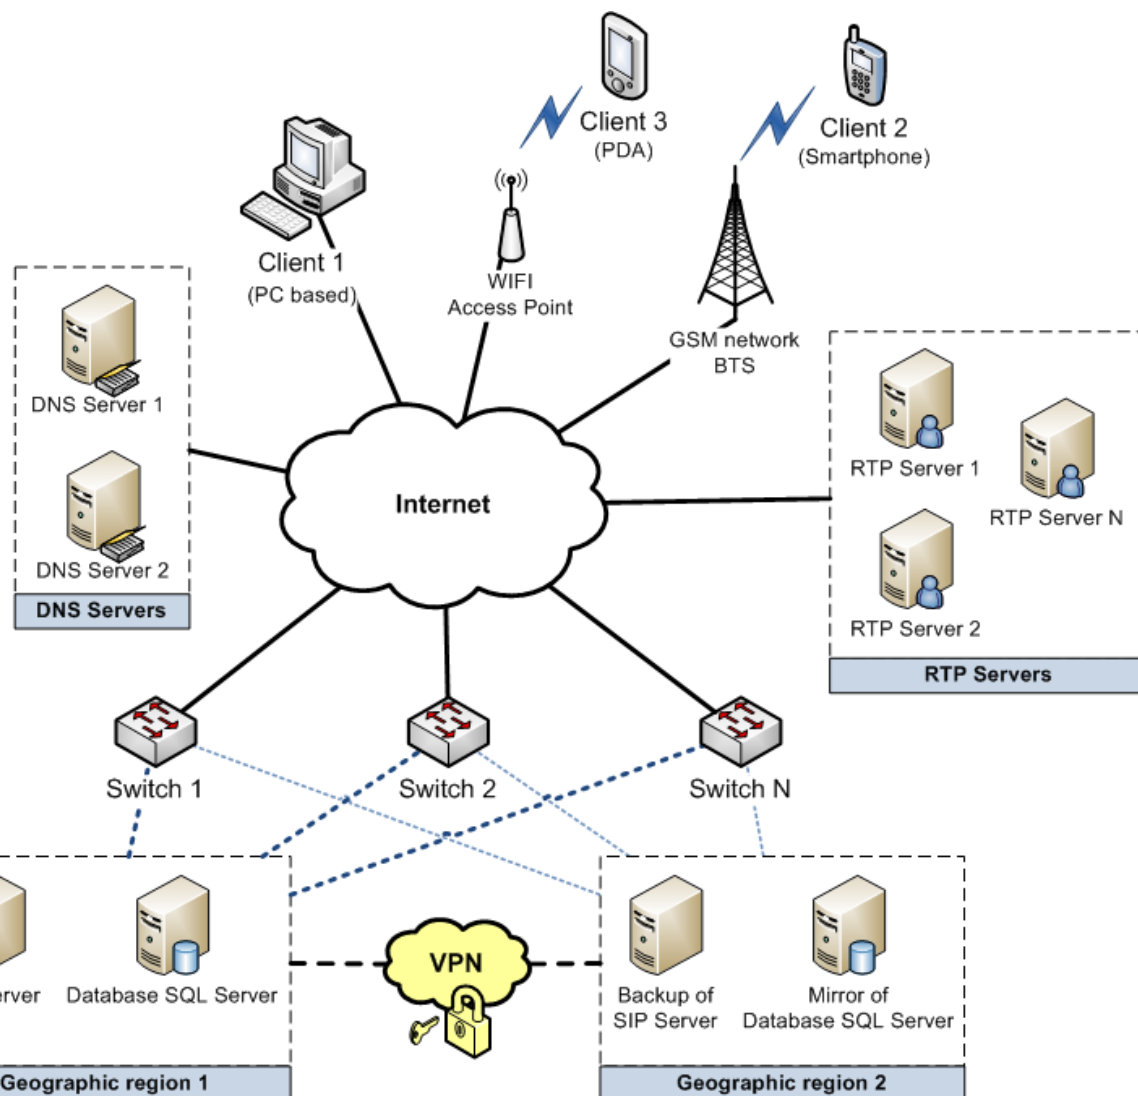 Client 3
(PDA)
Client 2
(Smartphone)
Client 1
(PC based)
WIFI
Access Point
GSM network
BTS
DNS Server 1
DNS Server 2
DNS Servers
Internet
RTP Server 1
RTP Server N
RTP Server 2
RTP Servers
Switch 1
Switch 2
Switch N
Database SQL Server
VPN
Backup of
SIP Server
Mirror of
Database SQL Server
Geographic region 1
Geographic region 2